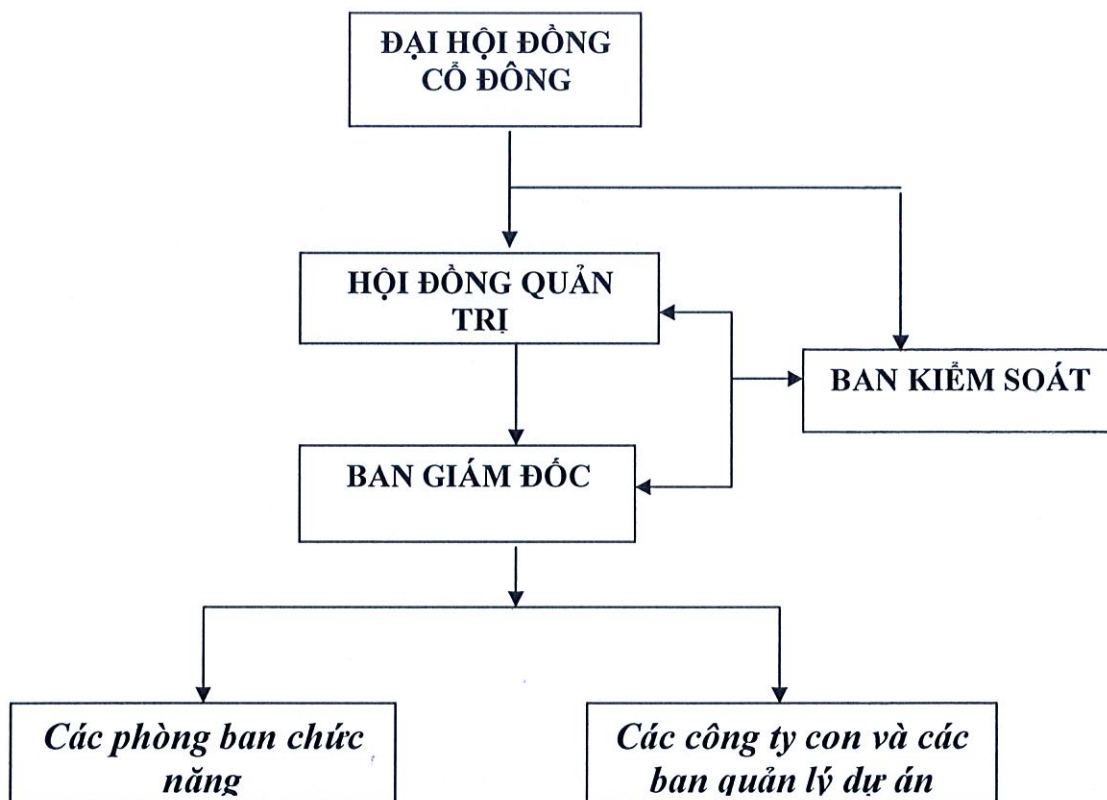 ĐẠI HỘI ĐỒNG
CỔ ĐÔNG
HỘI ĐỒNG QUẢN
TRỊ
BAN KIỂM SOÁT
BAN GIÁM ĐỐC
Các phòng ban chức
năng
Các công ty con và các
ban quản lý dự án